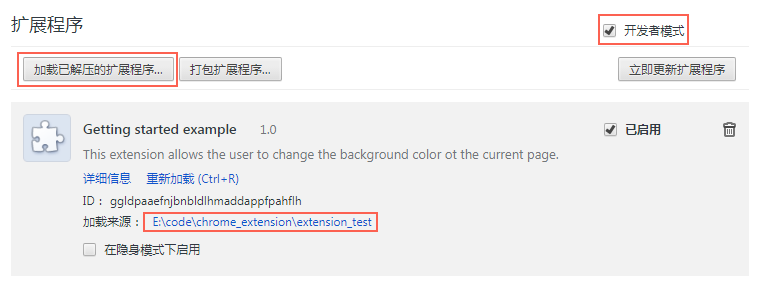 扩展程序
开发者模式
加载已解压的扩展程序... 打包扩展程序... 立即更新扩展程序
Getting started example 1.0 已启用
This extension allows the user to change the background color ot the current page.
详细信息 重新加载 (Ctrl+R)
ID： ggldpaaefnjbnbldlhmaddappfpahflh
加载来源： E:\code\chrome_extension\extension_test
在隐身模式下启用